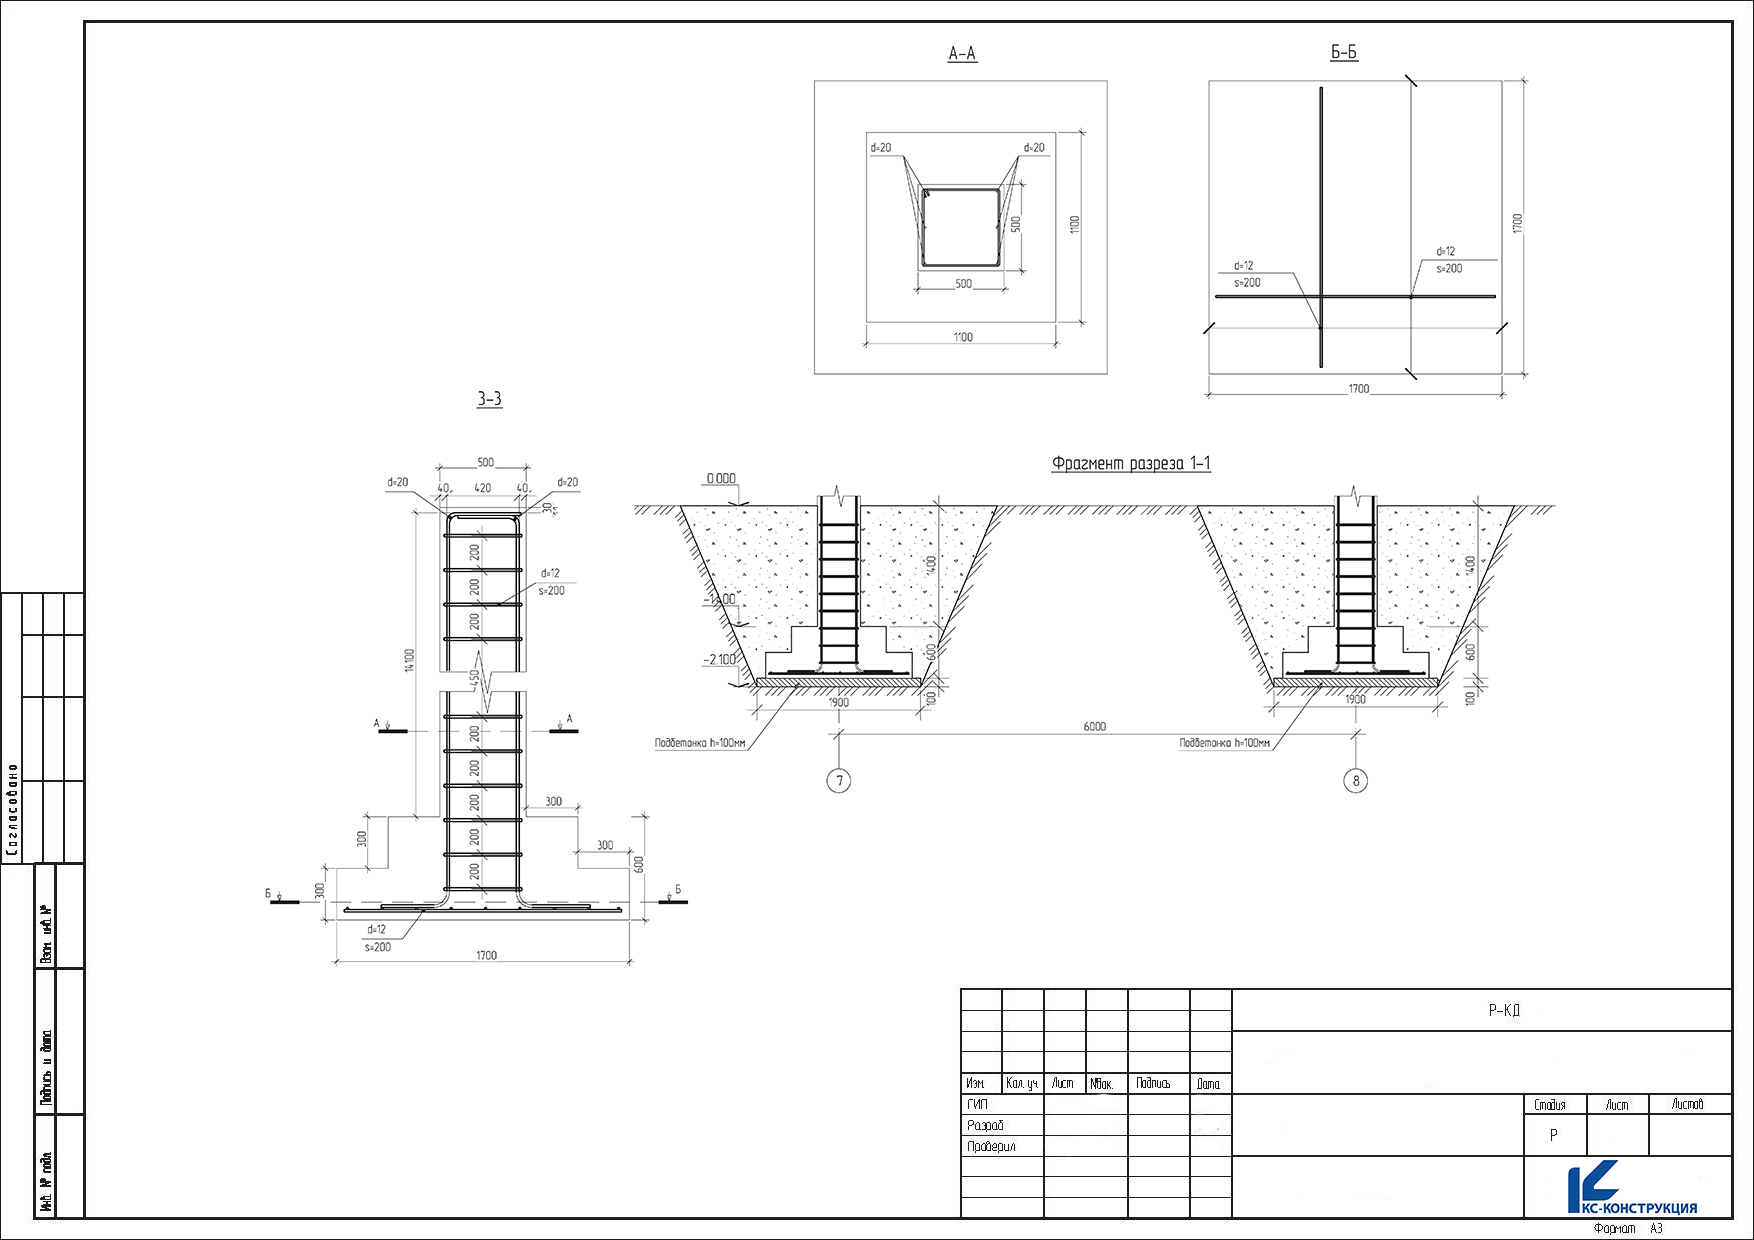 А-А
d=20
d=20
500
500
1100
1100
Б-Б
d=12
s=200
d=12
s=200
1700
1700
3-3
500
40
420
40
d=20
d=20
30
200
200
200
d=12
s=200
14100
450
А
А
200
200
200
200
200
300
300
300
300
600
Б
Б
d=12
s=200
1700
Фрагмент разреза 1-1
0.000
-2.100
1400
600
100
1900
Подбетонка h=100мм
6000
7
1400
600
100
1900
Подбетонка h=100мм
8
Согласовано
Взам. инв. №
Подпись и дата
Инв. № подл.
Р-КД
Изм.
Кол. уч
Лист
№док.
Подпись
Дата
ГИП
Разраб
Проверил
Стадия
Лист
Листов
Р
КС-КОНСТРУКЦИЯ
Формат А3